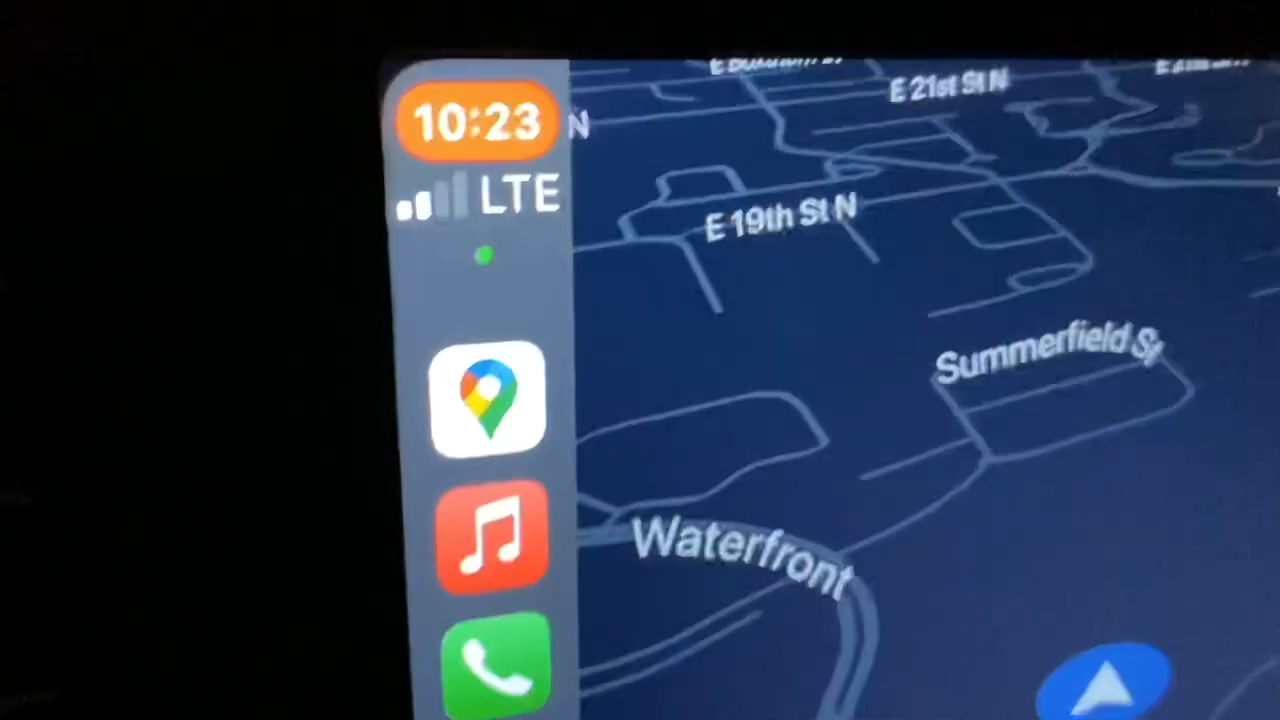 10:23
LTE
N
E 21st St N
E 19th St N
Summerfield St
Waterfront